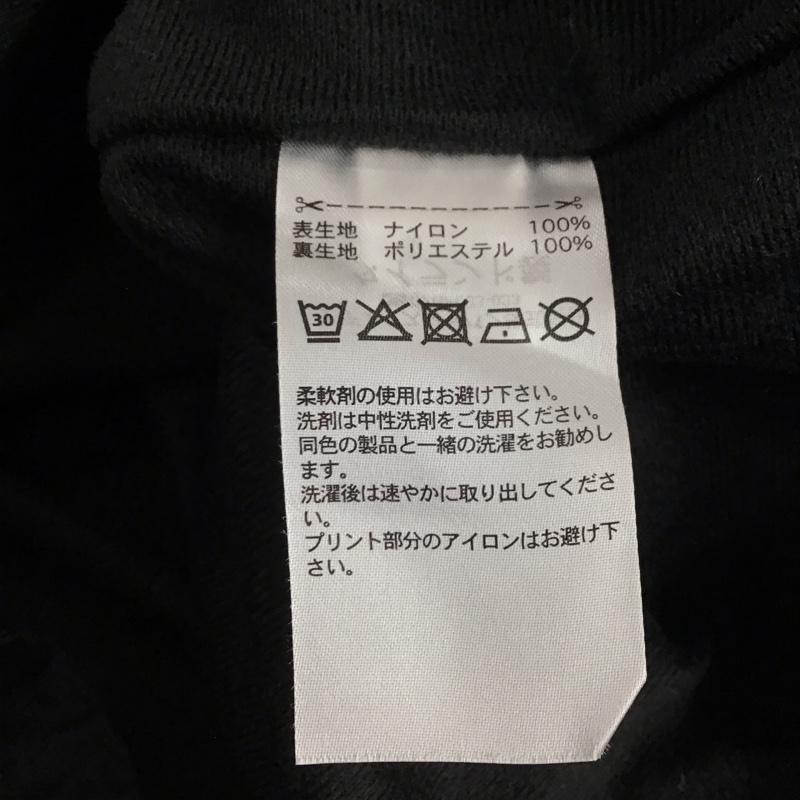 表生地 ナイロン 100%
裏生地 ポリエステル 100%
30
柔軟剤の使用はお避け下さい。
洗剤は中性洗剤をご使用ください。
同色の製品と一緒の洗濯をお勧めし
ます。
洗濯後は速やかに取り出してくださ
い。
プリント部分のアイロンはお避け下
さい。